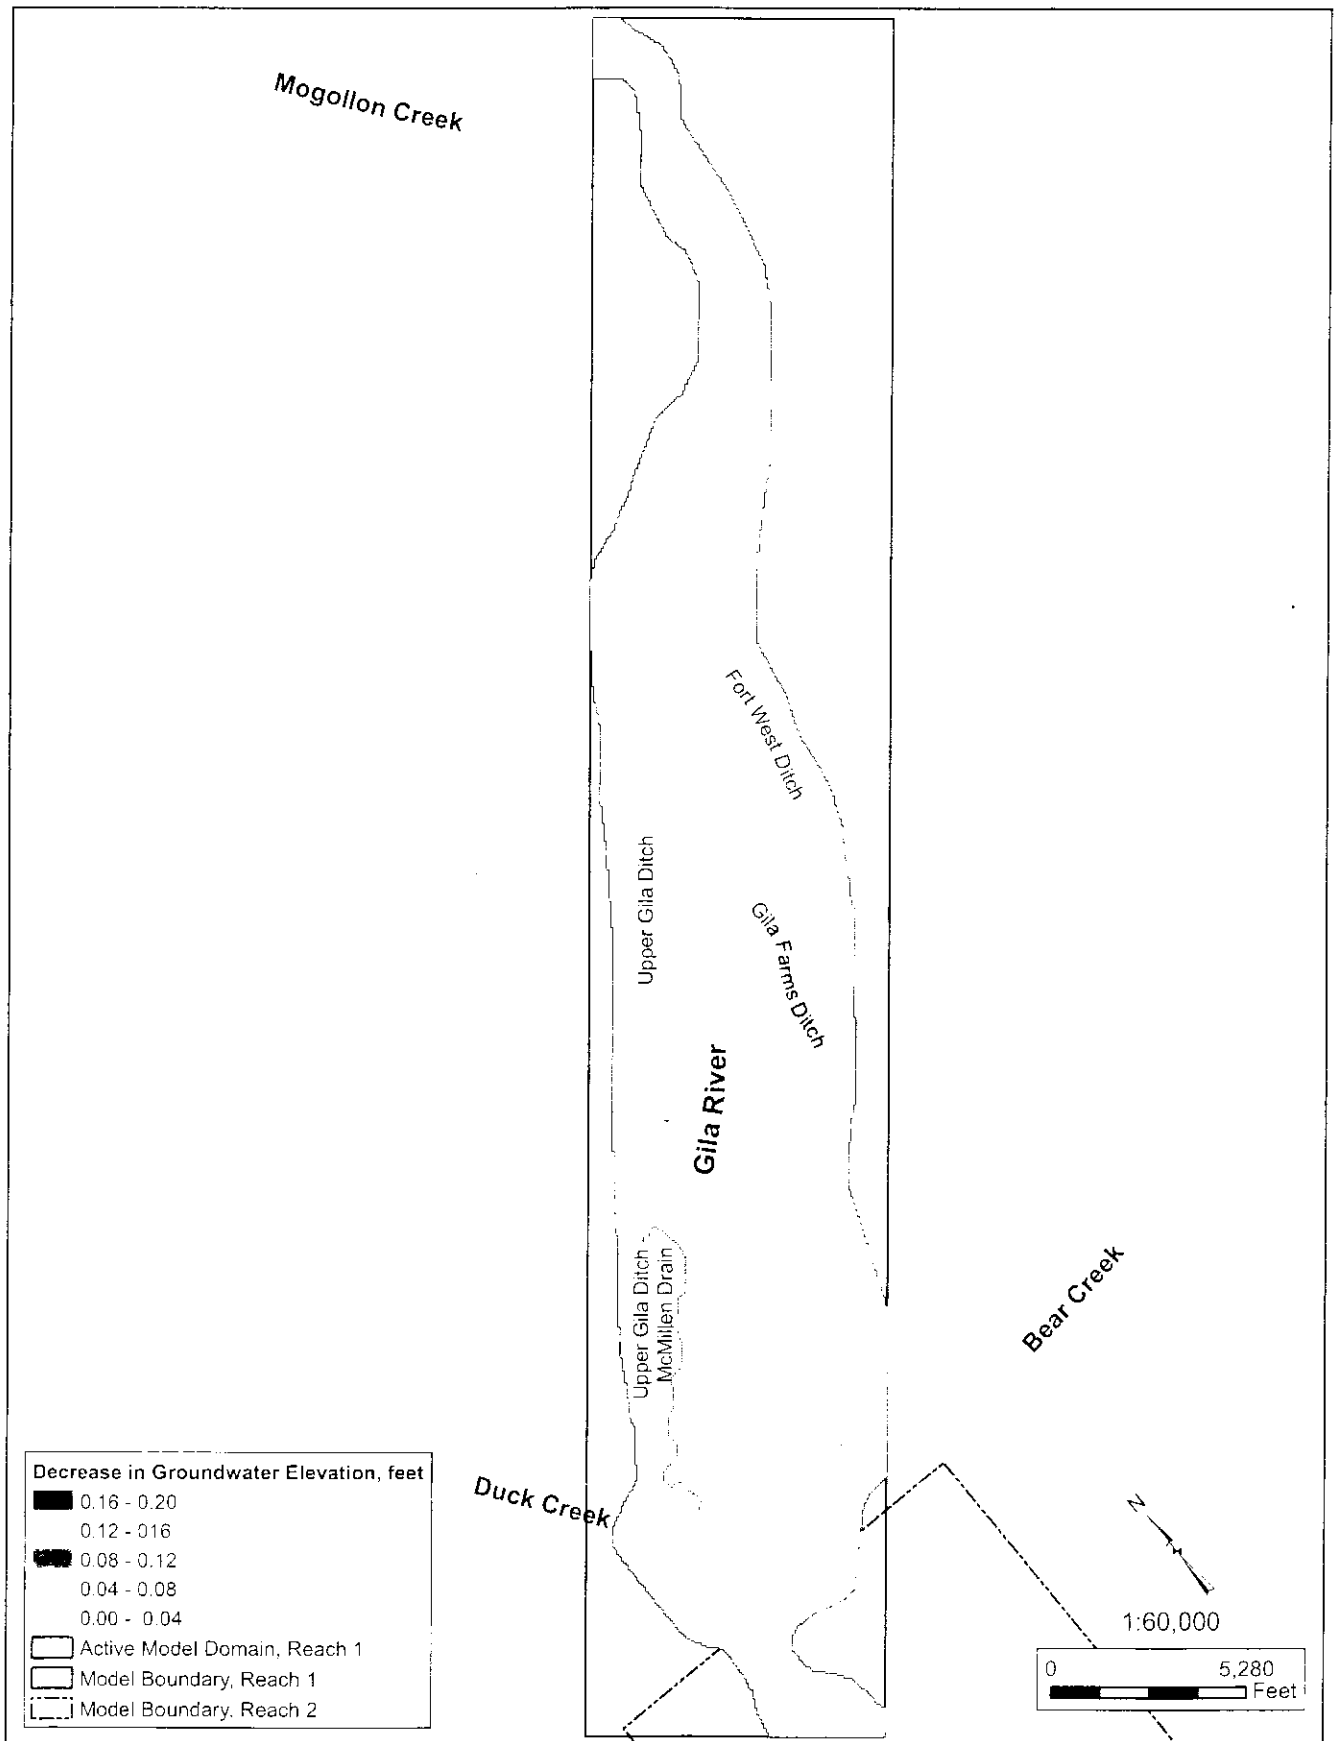 Mogollon Creek
Fort West Ditch
Upper Gila Ditch
Gila Farms Ditch
Gila River
Upper Gila Ditch
McMillen Drain
Bear Creek
Duck Creek
Decrease in Groundwater Elevation, feet
0.16 - 0.20
0.12 - 016
0.08 - 0.12
0.04 - 0.08
0.00 - 0.04
Active Model Domain, Reach 1
Model Boundary, Reach 1
Model Boundary, Reach 2
N
1:60,000
0 5,280
Feet